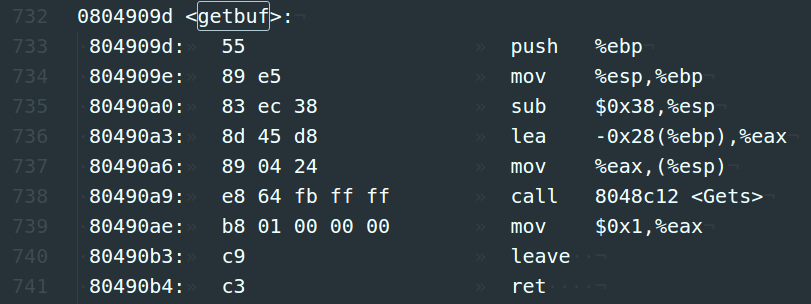 732 0804909d <getbuf>:¬
733 804909d:» 55 » push %ebp¬
734 804909e:» 89 e5 » mov %esp,%ebp¬
735 80490a0:» 83 ec 38 » sub $0x38,%esp¬
736 80490a3:» 8d 45 d8 » lea -0x28(%ebp),%eax¬
737 80490a6:» 89 04 24 » mov %eax,(%esp)¬
738 80490a9:» e8 64 fb ff ff » call 8048c12 <Gets>¬
739 80490ae:» b8 01 00 00 00 » mov $0x1,%eax¬
740 80490b3:» c9 » leave··¬
741 80490b4:» c3 » ret····¬